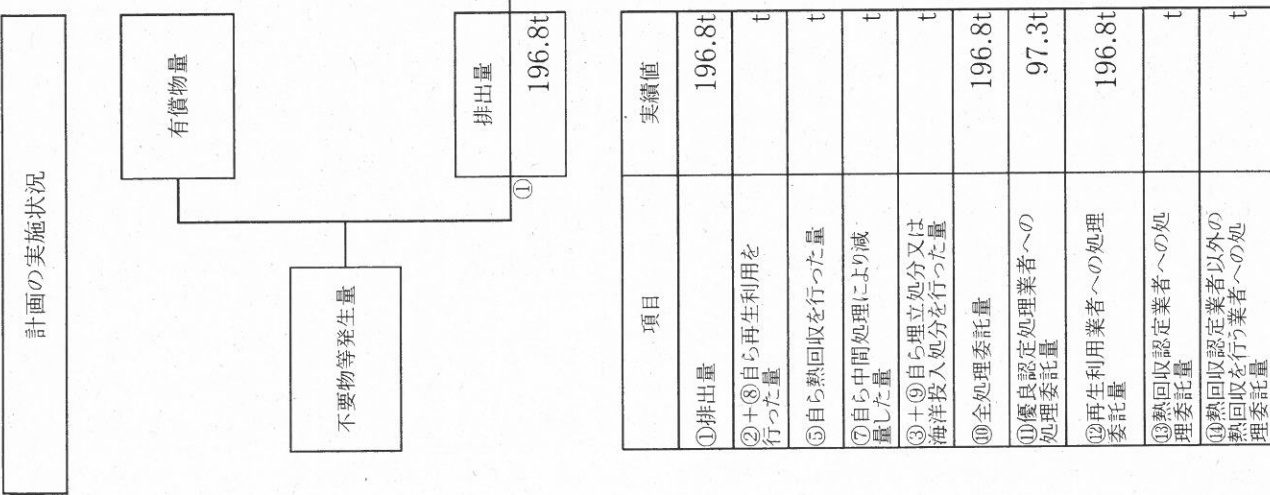 計画の実施状況
有償物量
不要物等発生量
排出量
①
196.8t
項目 実績値
①排出量 196.8t
②+⑧自ら再生利用を
行った量 t
⑤自ら熱回収を行った量 t
⑦自ら中間処理により減
量した量 t
③+⑨自ら埋立処分又は
海洋投入処分を行った量 t
⑩全処理委託量 196.8t
⑪優良認定処理業者への
処理委託量 97.3t
⑫再生利用業者への処理
委託量 196.8t
⑬熱回収認定業者への処
理委託量 t
⑭熱回収認定業者以外の
熱回収を行う業者への処
理委託量 t